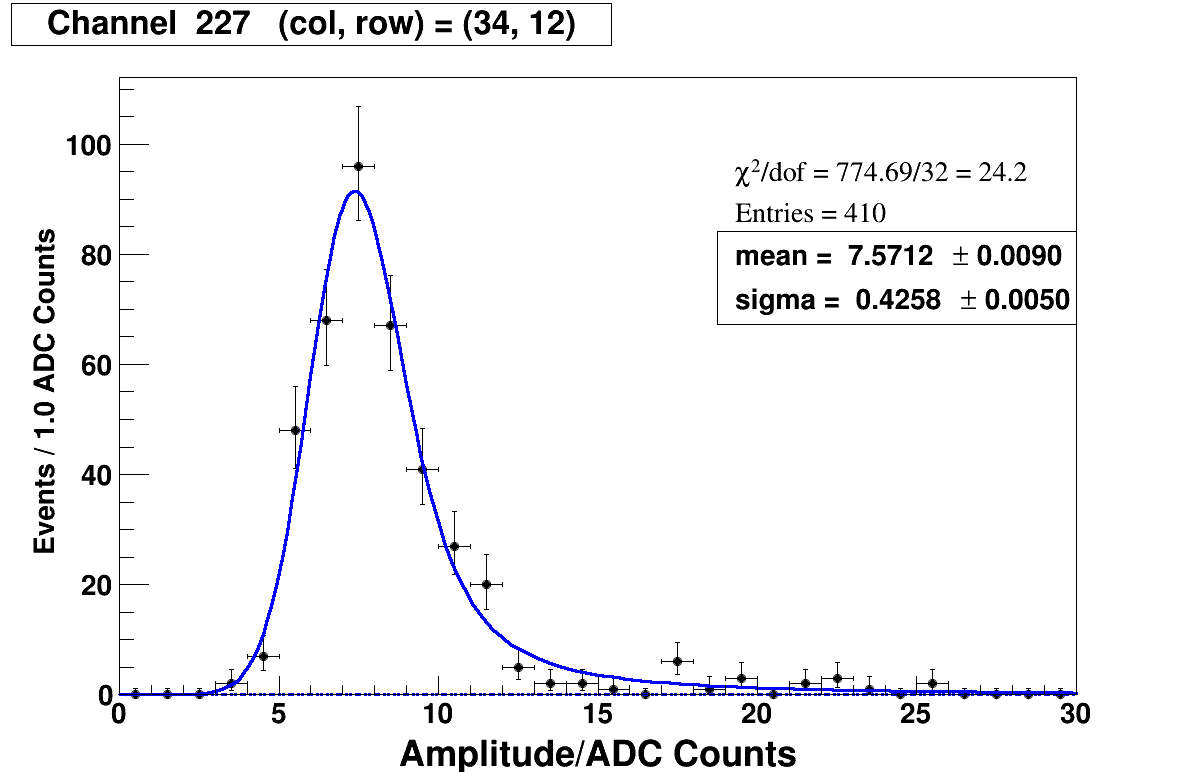 Channel  227   (col, row) = (34, 12)
χ²/dof = 774.69/32 = 24.2
Entries = 410
mean =  7.5712  ± 0.0090
sigma =  0.4258  ± 0.0050
Events / 1.0 ADC Counts
100
80
60
40
20
0
0 5 10 15 20 25 30
Amplitude/ADC Counts